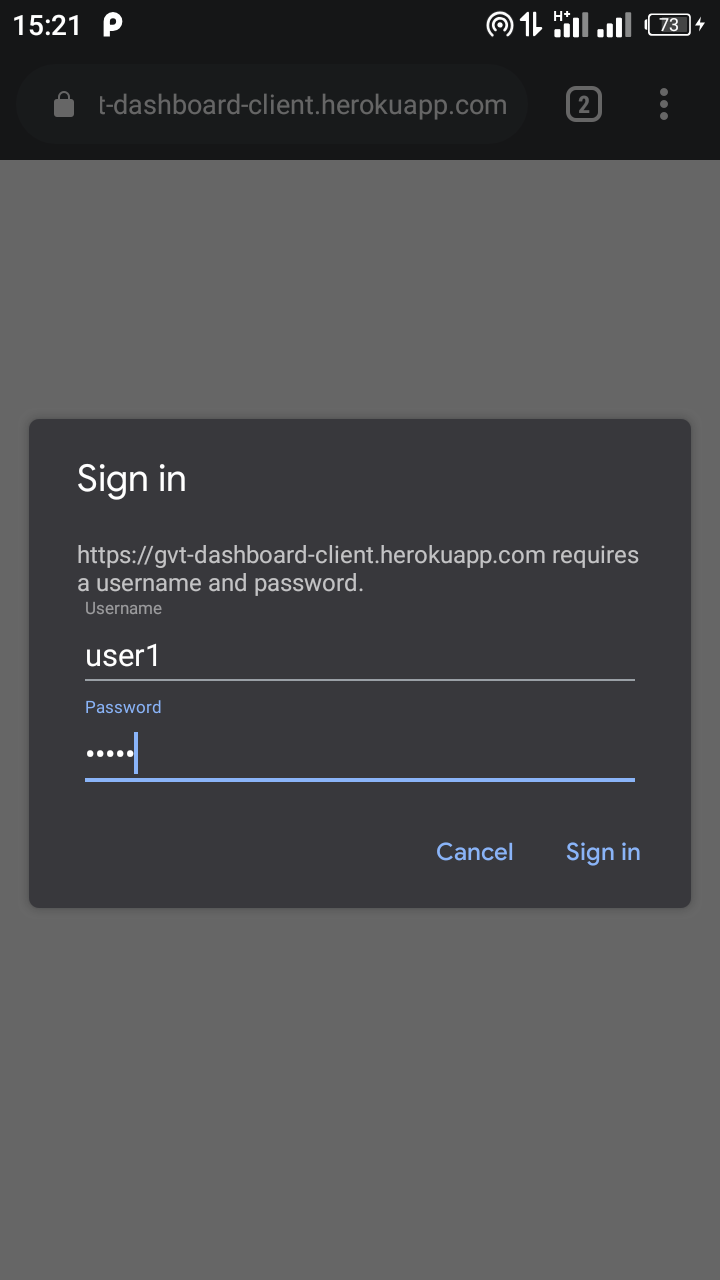 15:21
H+
73
t-dashboard-client.herokuapp.com
2
Sign in
https://gvt-dashboard-client.herokuapp.com requires
a username and password.
Username
user1
Password
•••••
Cancel Sign in